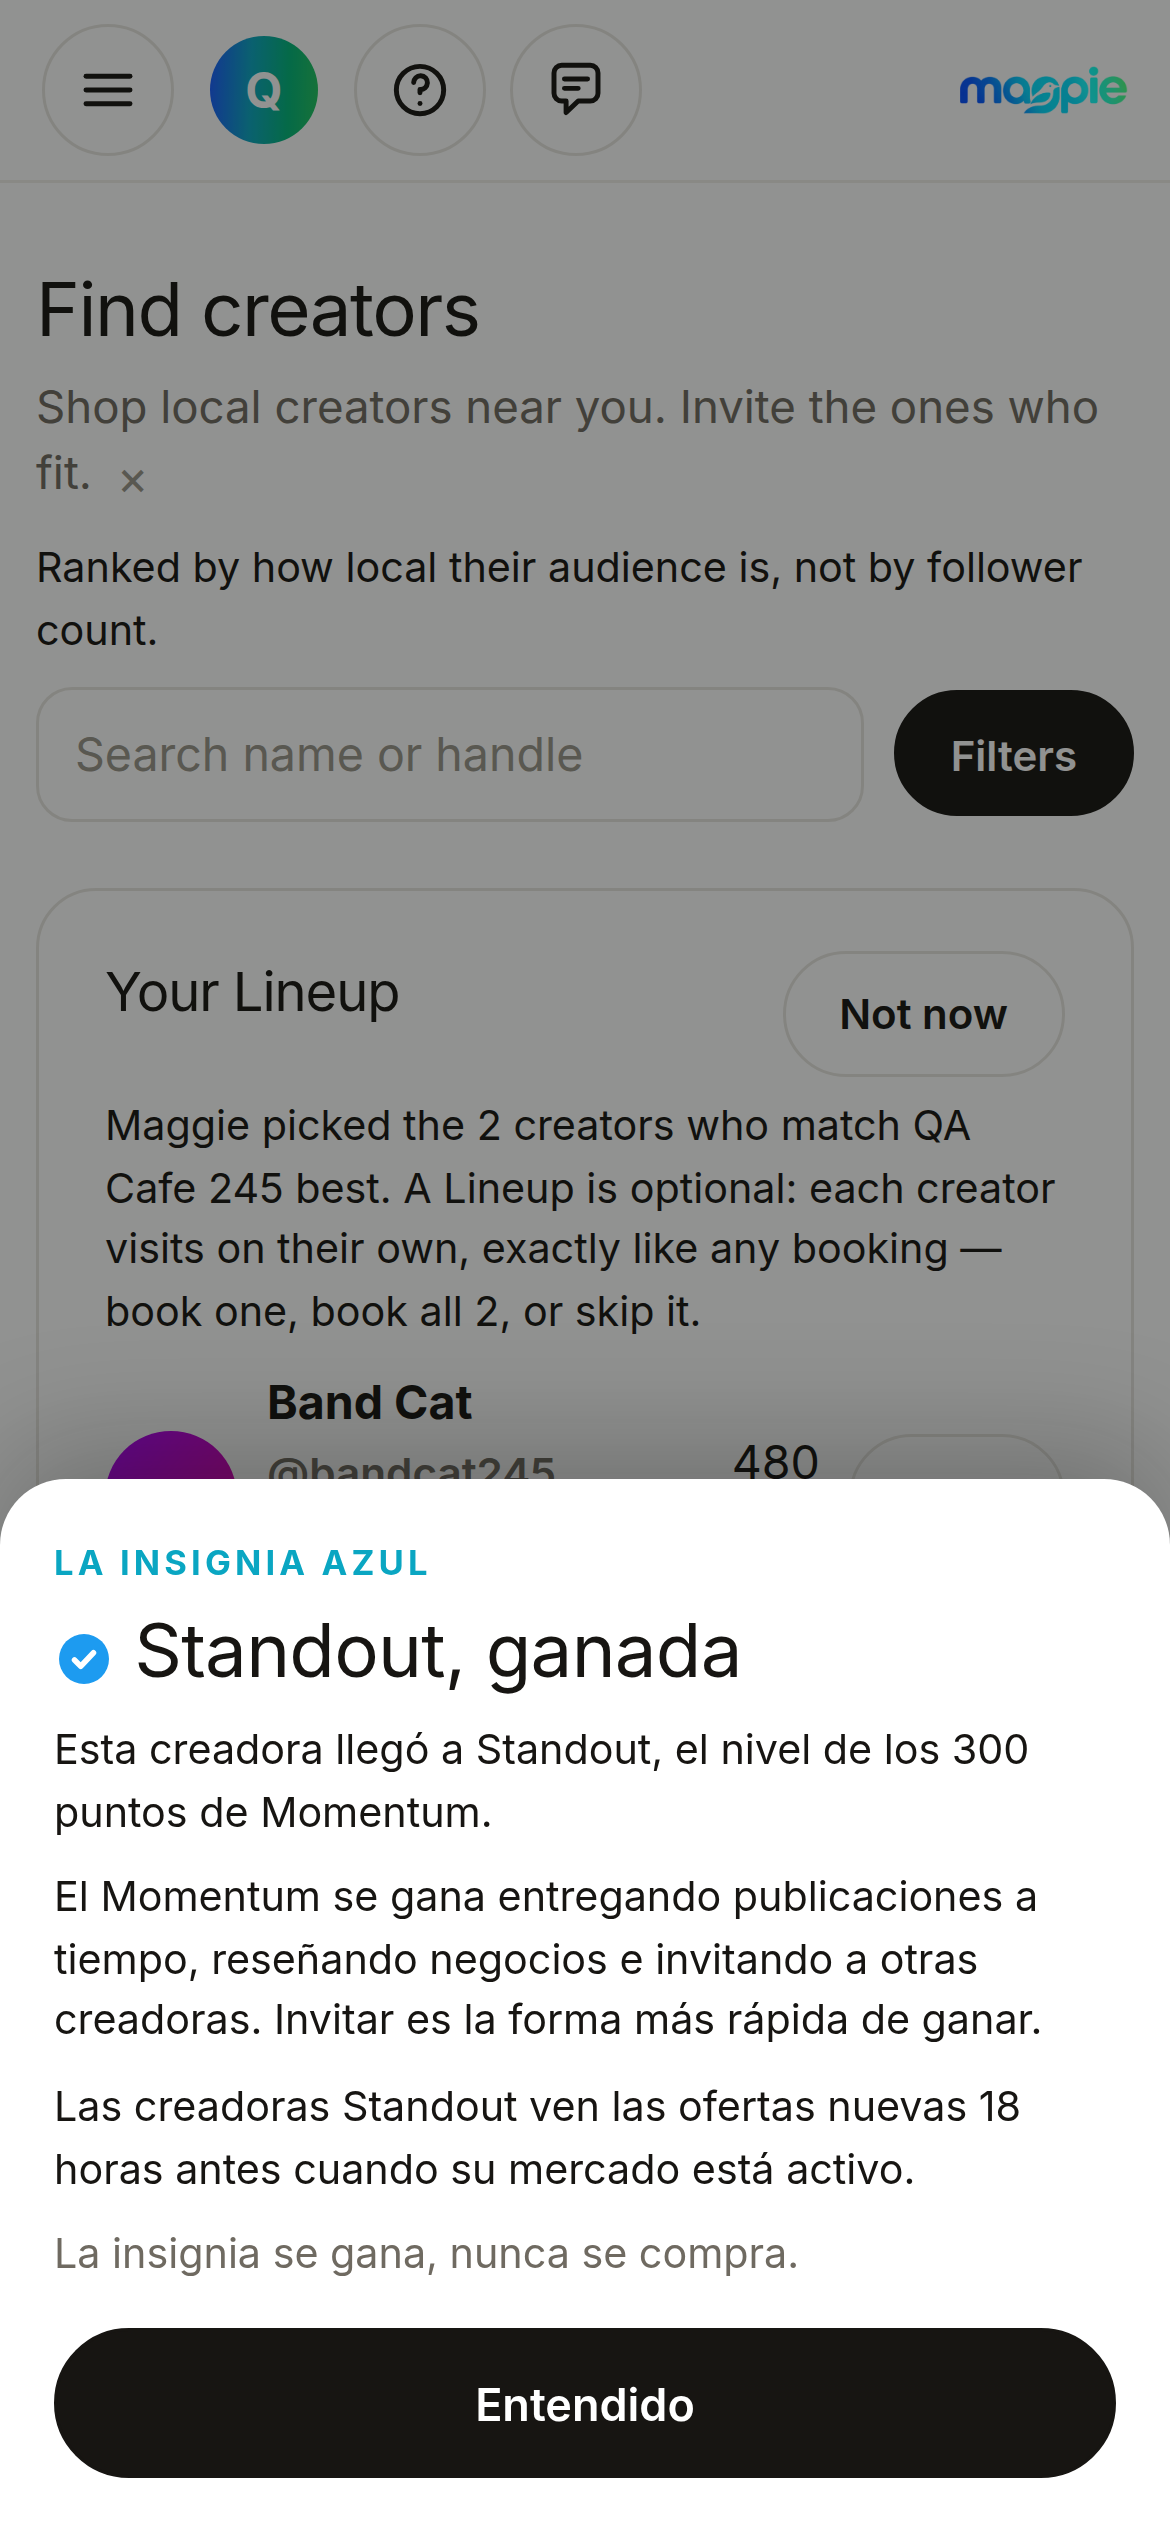 Q
magpie
Find creators
Shop local creators near you. Invite the ones who
fit. ×
Ranked by how local their audience is, not by follower
count.
Search name or handle
Filters
Your Lineup
Not now
Maggie picked the 2 creators who match QA
Cafe 245 best. A Lineup is optional: each creator
visits on their own, exactly like any booking —
book one, book all 2, or skip it.
Band Cat
@bandcat245
480
LA INSIGNIA AZUL
Standout, ganada
Esta creadora llegó a Standout, el nivel de los 300
puntos de Momentum.
El Momentum se gana entregando publicaciones a
tiempo, reseñando negocios e invitando a otras
creadoras. Invitar es la forma más rápida de ganar.
Las creadoras Standout ven las ofertas nuevas 18
horas antes cuando su mercado está activo.
La insignia se gana, nunca se compra.
Entendido